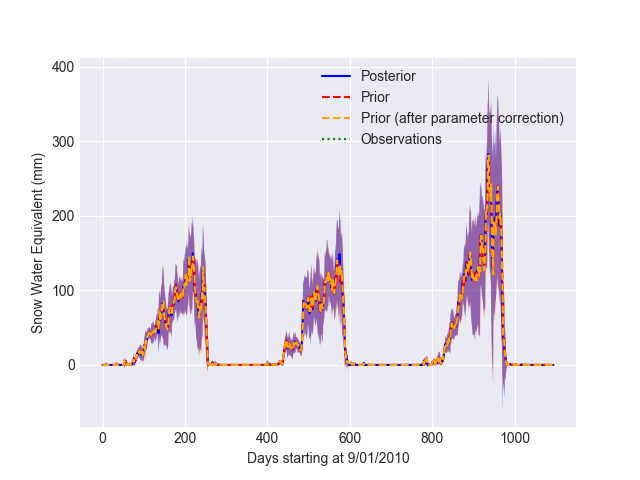 400
300
200
100
0
Snow Water Equivalent (mm)
Posterior
Prior
Prior (after parameter correction)
Observations
0 200 400 600 800 1000
Days starting at 9/01/2010